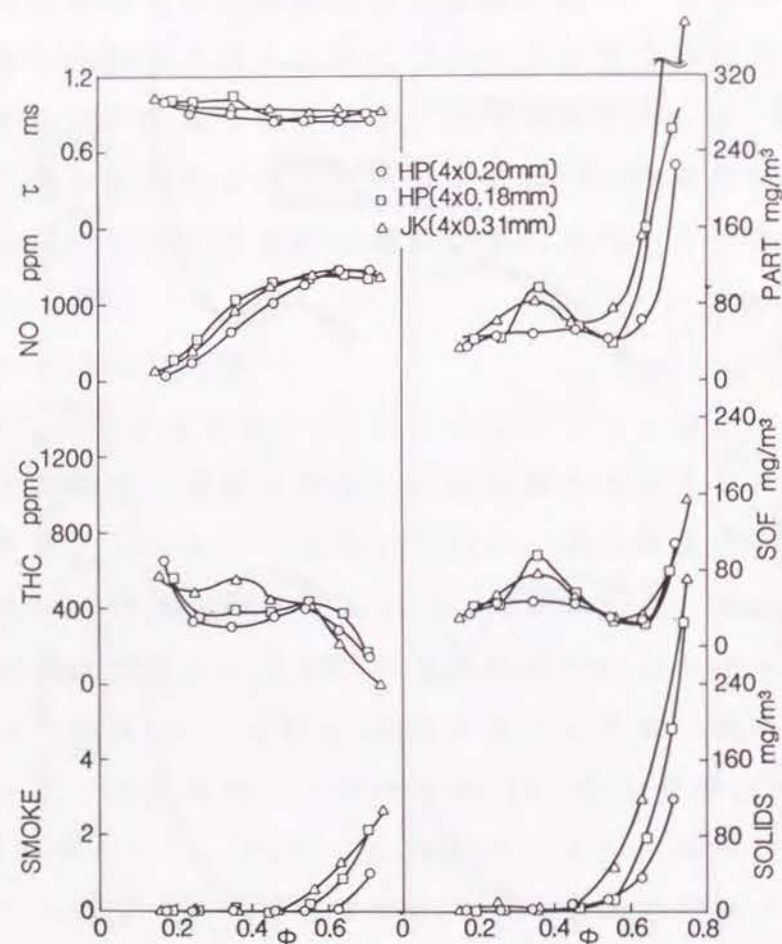 320
1.2
τ ms
0.6
0
240
PART mg/m³
HP(4x0.20mm)
HP(4x0.18mm)
JK(4x0.31mm)
160
NO ppm
1000
80
0
0
240
THC ppmC
1200
160
SOF mg/m³
800
80
400
0
0
240
SMOKE
4
160
SOLIDS mg/m³
2
80
0
0
0.2
0.4
Φ
0.6
0
0.2
0.4
Φ
0.6
0.8